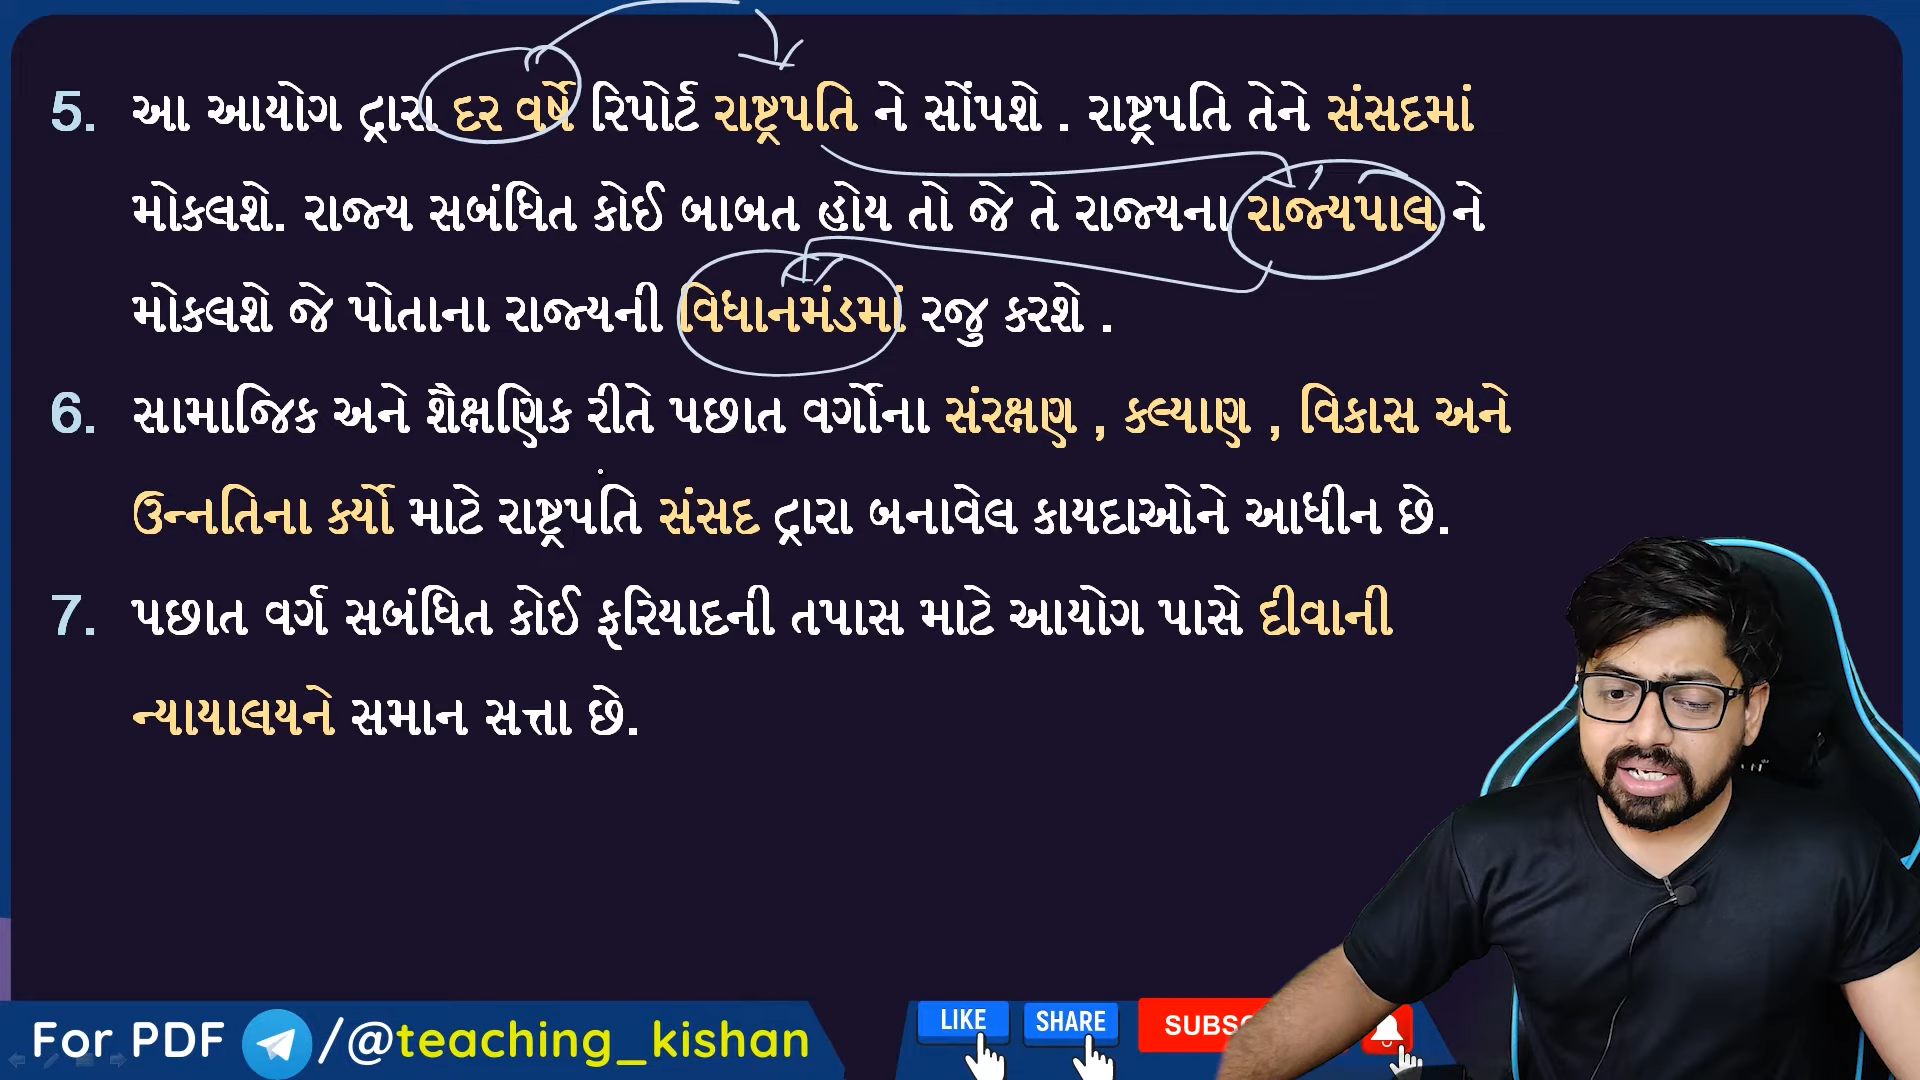 5. આ આયોગ દ્રારા દર વર્ષે રિપોર્ટ રાષ્ટ્રપતિ ને સોંપશે . રાષ્ટ્રપતિ તેને સંસદમાં
મોકલશે. રાજ્ય સબંધિત કોઈ બાબત હોય તો જે તે રાજ્યના રાજ્યપાલ ને
મોકલશે જે પોતાના રાજ્યની વિધાનમંડમાં રજુ કરશે .
6. સામાજિક અને શૈક્ષણિક રીતે પછાત વર્ગોના સંરક્ષણ , કલ્યાણ , વિકાસ અને
ઉન્નતિના ર્ક્યો માટે રાષ્ટ્રપતિ સંસદ દ્રારા બનાવેલ કાયદાઓને આધીન છે.
7. પછાત વર્ગ સબંધિત કોઈ ફરિયાદની તપાસ માટે આયોગ પાસે દીવાની
ન્યાયાલયને સમાન સત્તા છે.
For PDF /@teaching_kishan
LIKE SHARE SUBSC